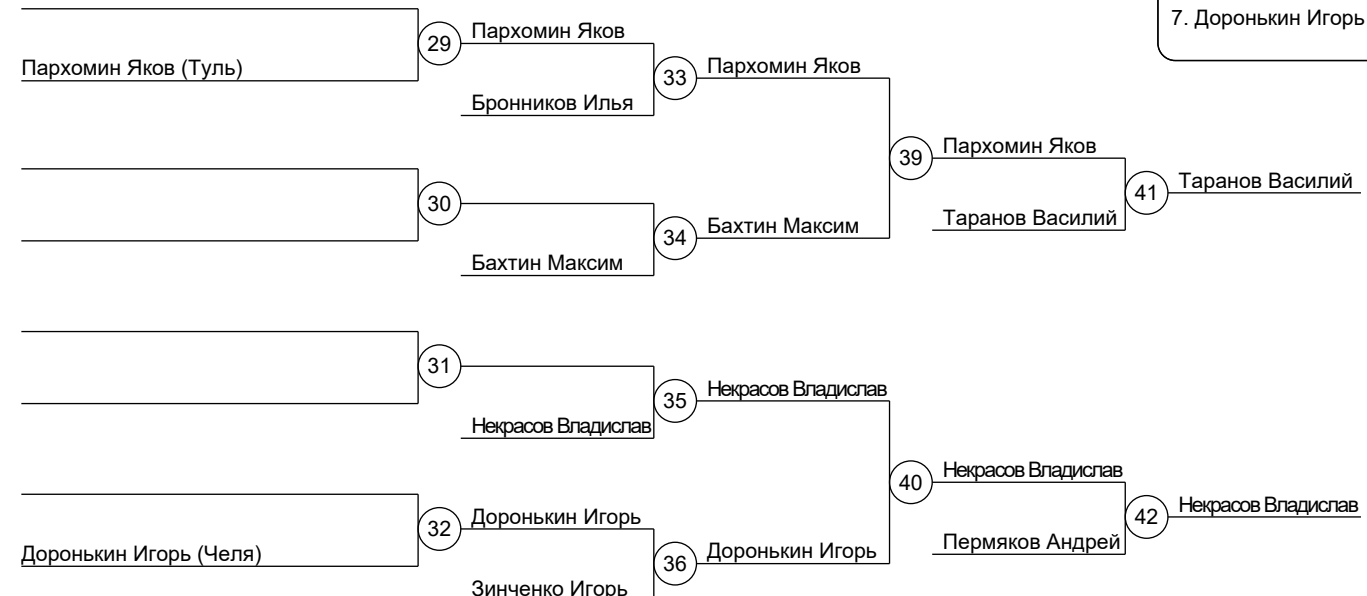 7. Доронькин Игорь
29
Пархомин Яков
Пархомин Яков (Туль)
33
Пархомин Яков
Бронников Илья
39
Пархомин Яков
41
Таранов Василий
30
Таранов Василий
34
Бахтин Максим
Бахтин Максим
31
35
Некрасов Владислав
Некрасов Владислав
40
Некрасов Владислав
42
Некрасов Владислав
32
Доронькин Игорь
Пермяков Андрей
Доронькин Игорь (Челя)
36
Доронькин Игорь
Зинченко Игорь